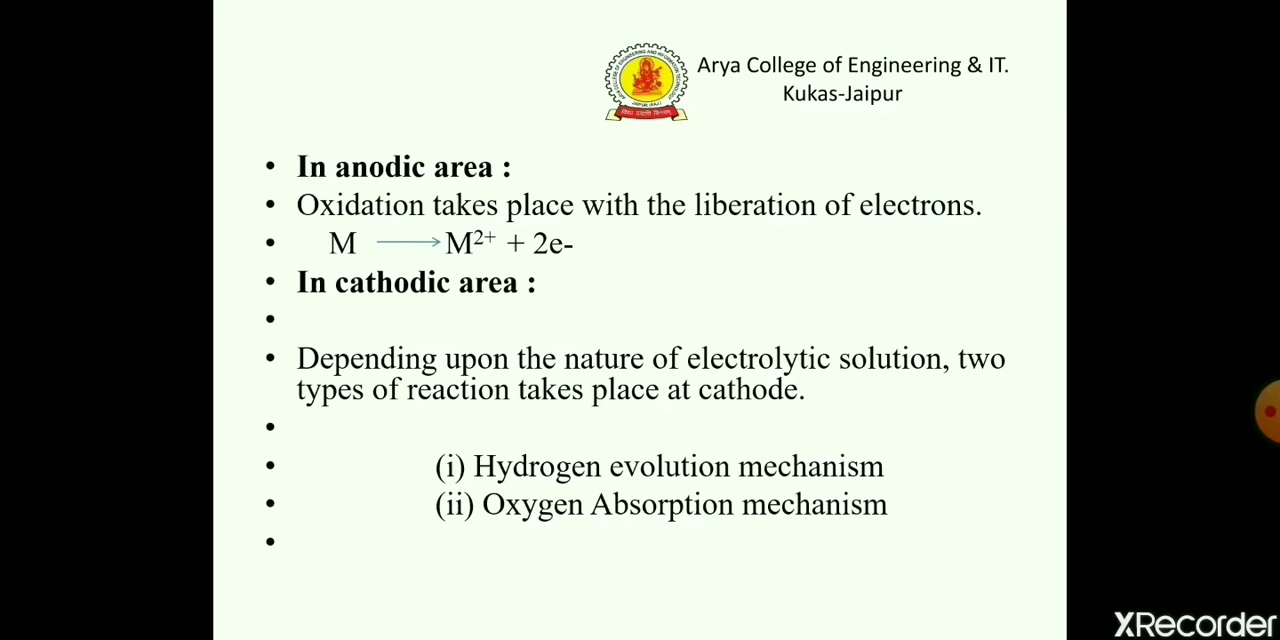 Arya College of Engineering & IT.
Kukas-Jaipur
• In anodic area :
• Oxidation takes place with the liberation of electrons.
• M ⟶ M²⁺ + 2e-
• In cathodic area :
•
• Depending upon the nature of electrolytic solution, two
types of reaction takes place at cathode.
•
• (i) Hydrogen evolution mechanism
• (ii) Oxygen Absorption mechanism
•
XRecorder